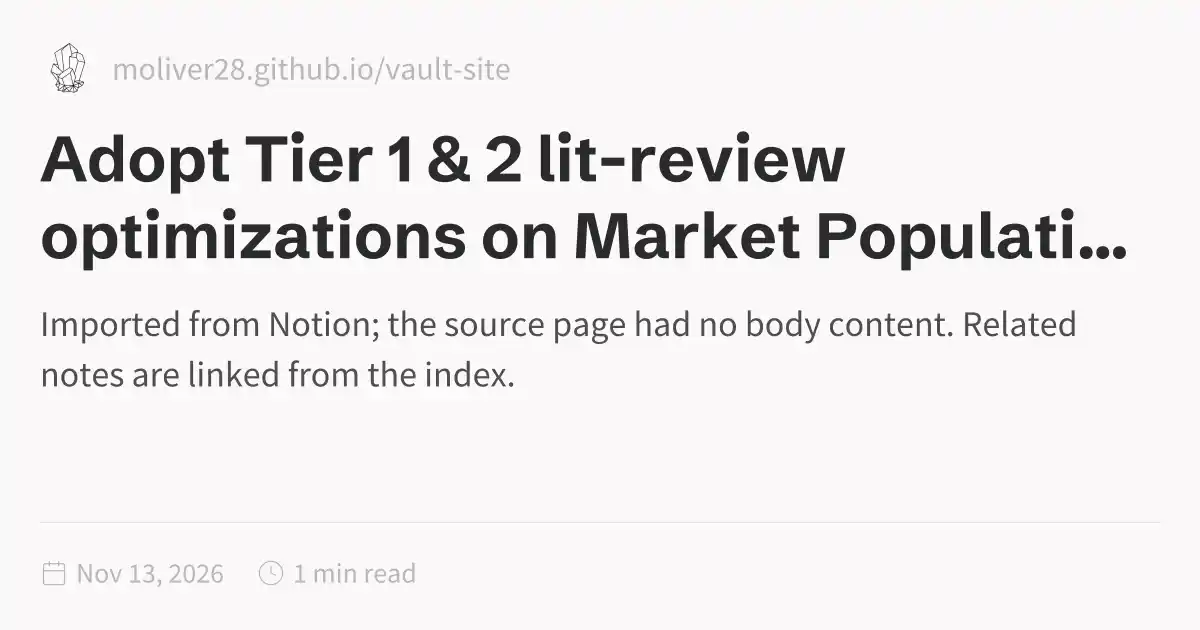 moliver28.github.io/vault-site
Adopt Tier 1 & 2 lit-review
optimizations on Market Populati...
Imported from Notion; the source page had no body content. Related
notes are linked from the index.
Nov 13, 2026 1 min read